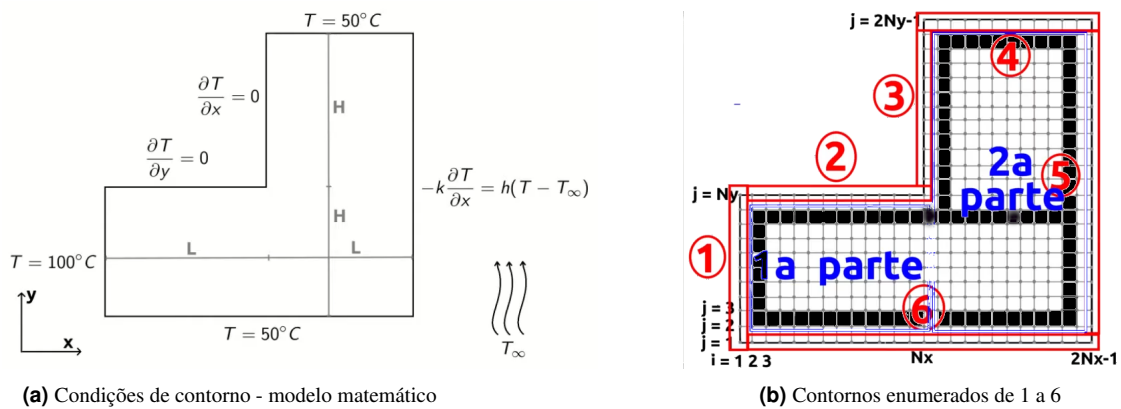 T = 50°C
∂T/∂x = 0
H
∂T/∂y = 0
−k ∂T/∂x = h(T − T∞)
H
L
L
T = 100°C
y
x
T = 50°C
T∞
(a) Condições de contorno - modelo matemático
j = 2Ny-1
4
3
2
2a
parte
5
j = Ny
1
1a parte
6
j = 3
j = 2
j = 1
i = 1 2 3
Nx
2Nx-1
(b) Contornos enumerados de 1 a 6